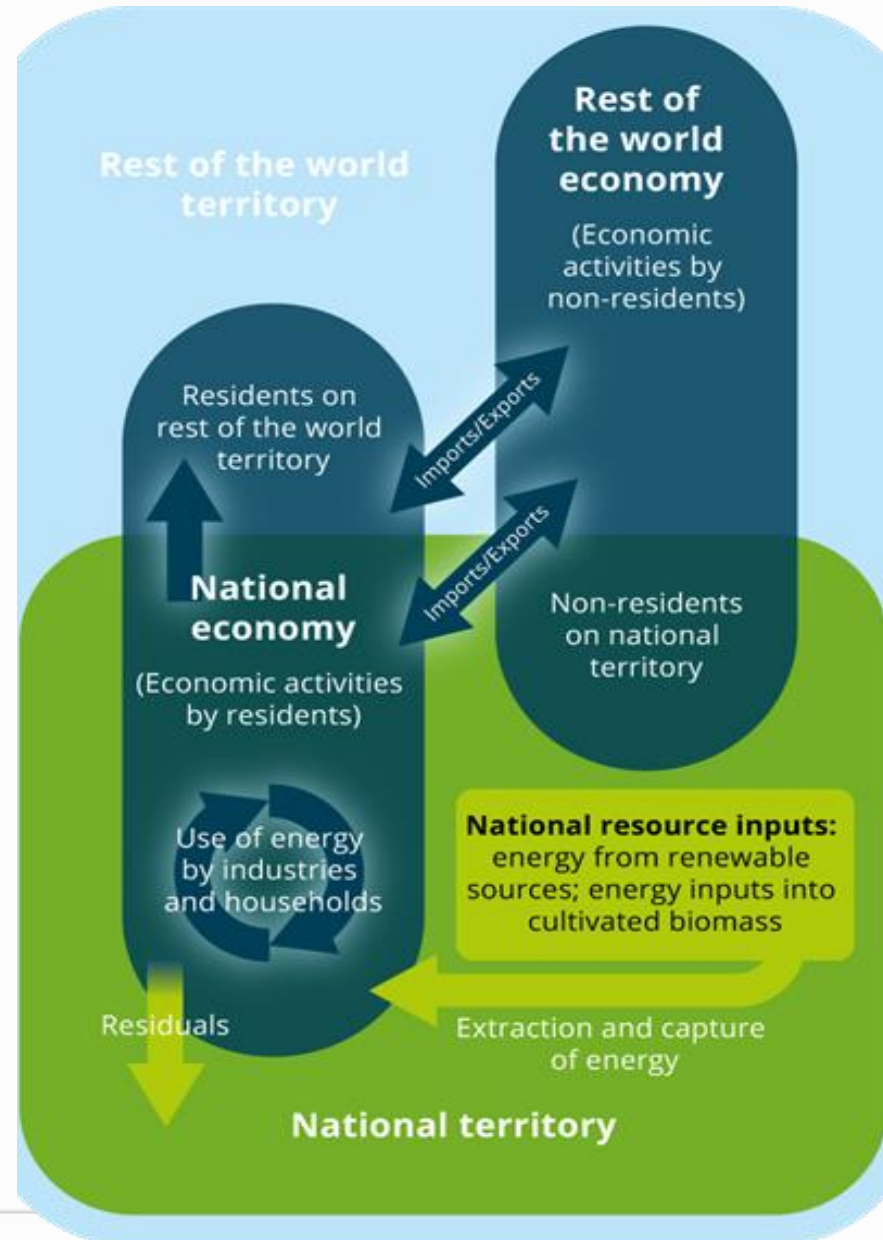 Rest of the world
territory
Rest of
the world
economy
(Economic
activities by
non-residents)
Residents on
rest of the world
territory
Imports/Exports
Imports/Exports
National
economy
(Economic activities
by residents)
Non-residents
on national
territory
Use of energy
by industries
and households
National resource inputs:
energy from renewable
sources; energy inputs into
cultivated biomass
Residuals
Extraction and capture
of energy
National territory